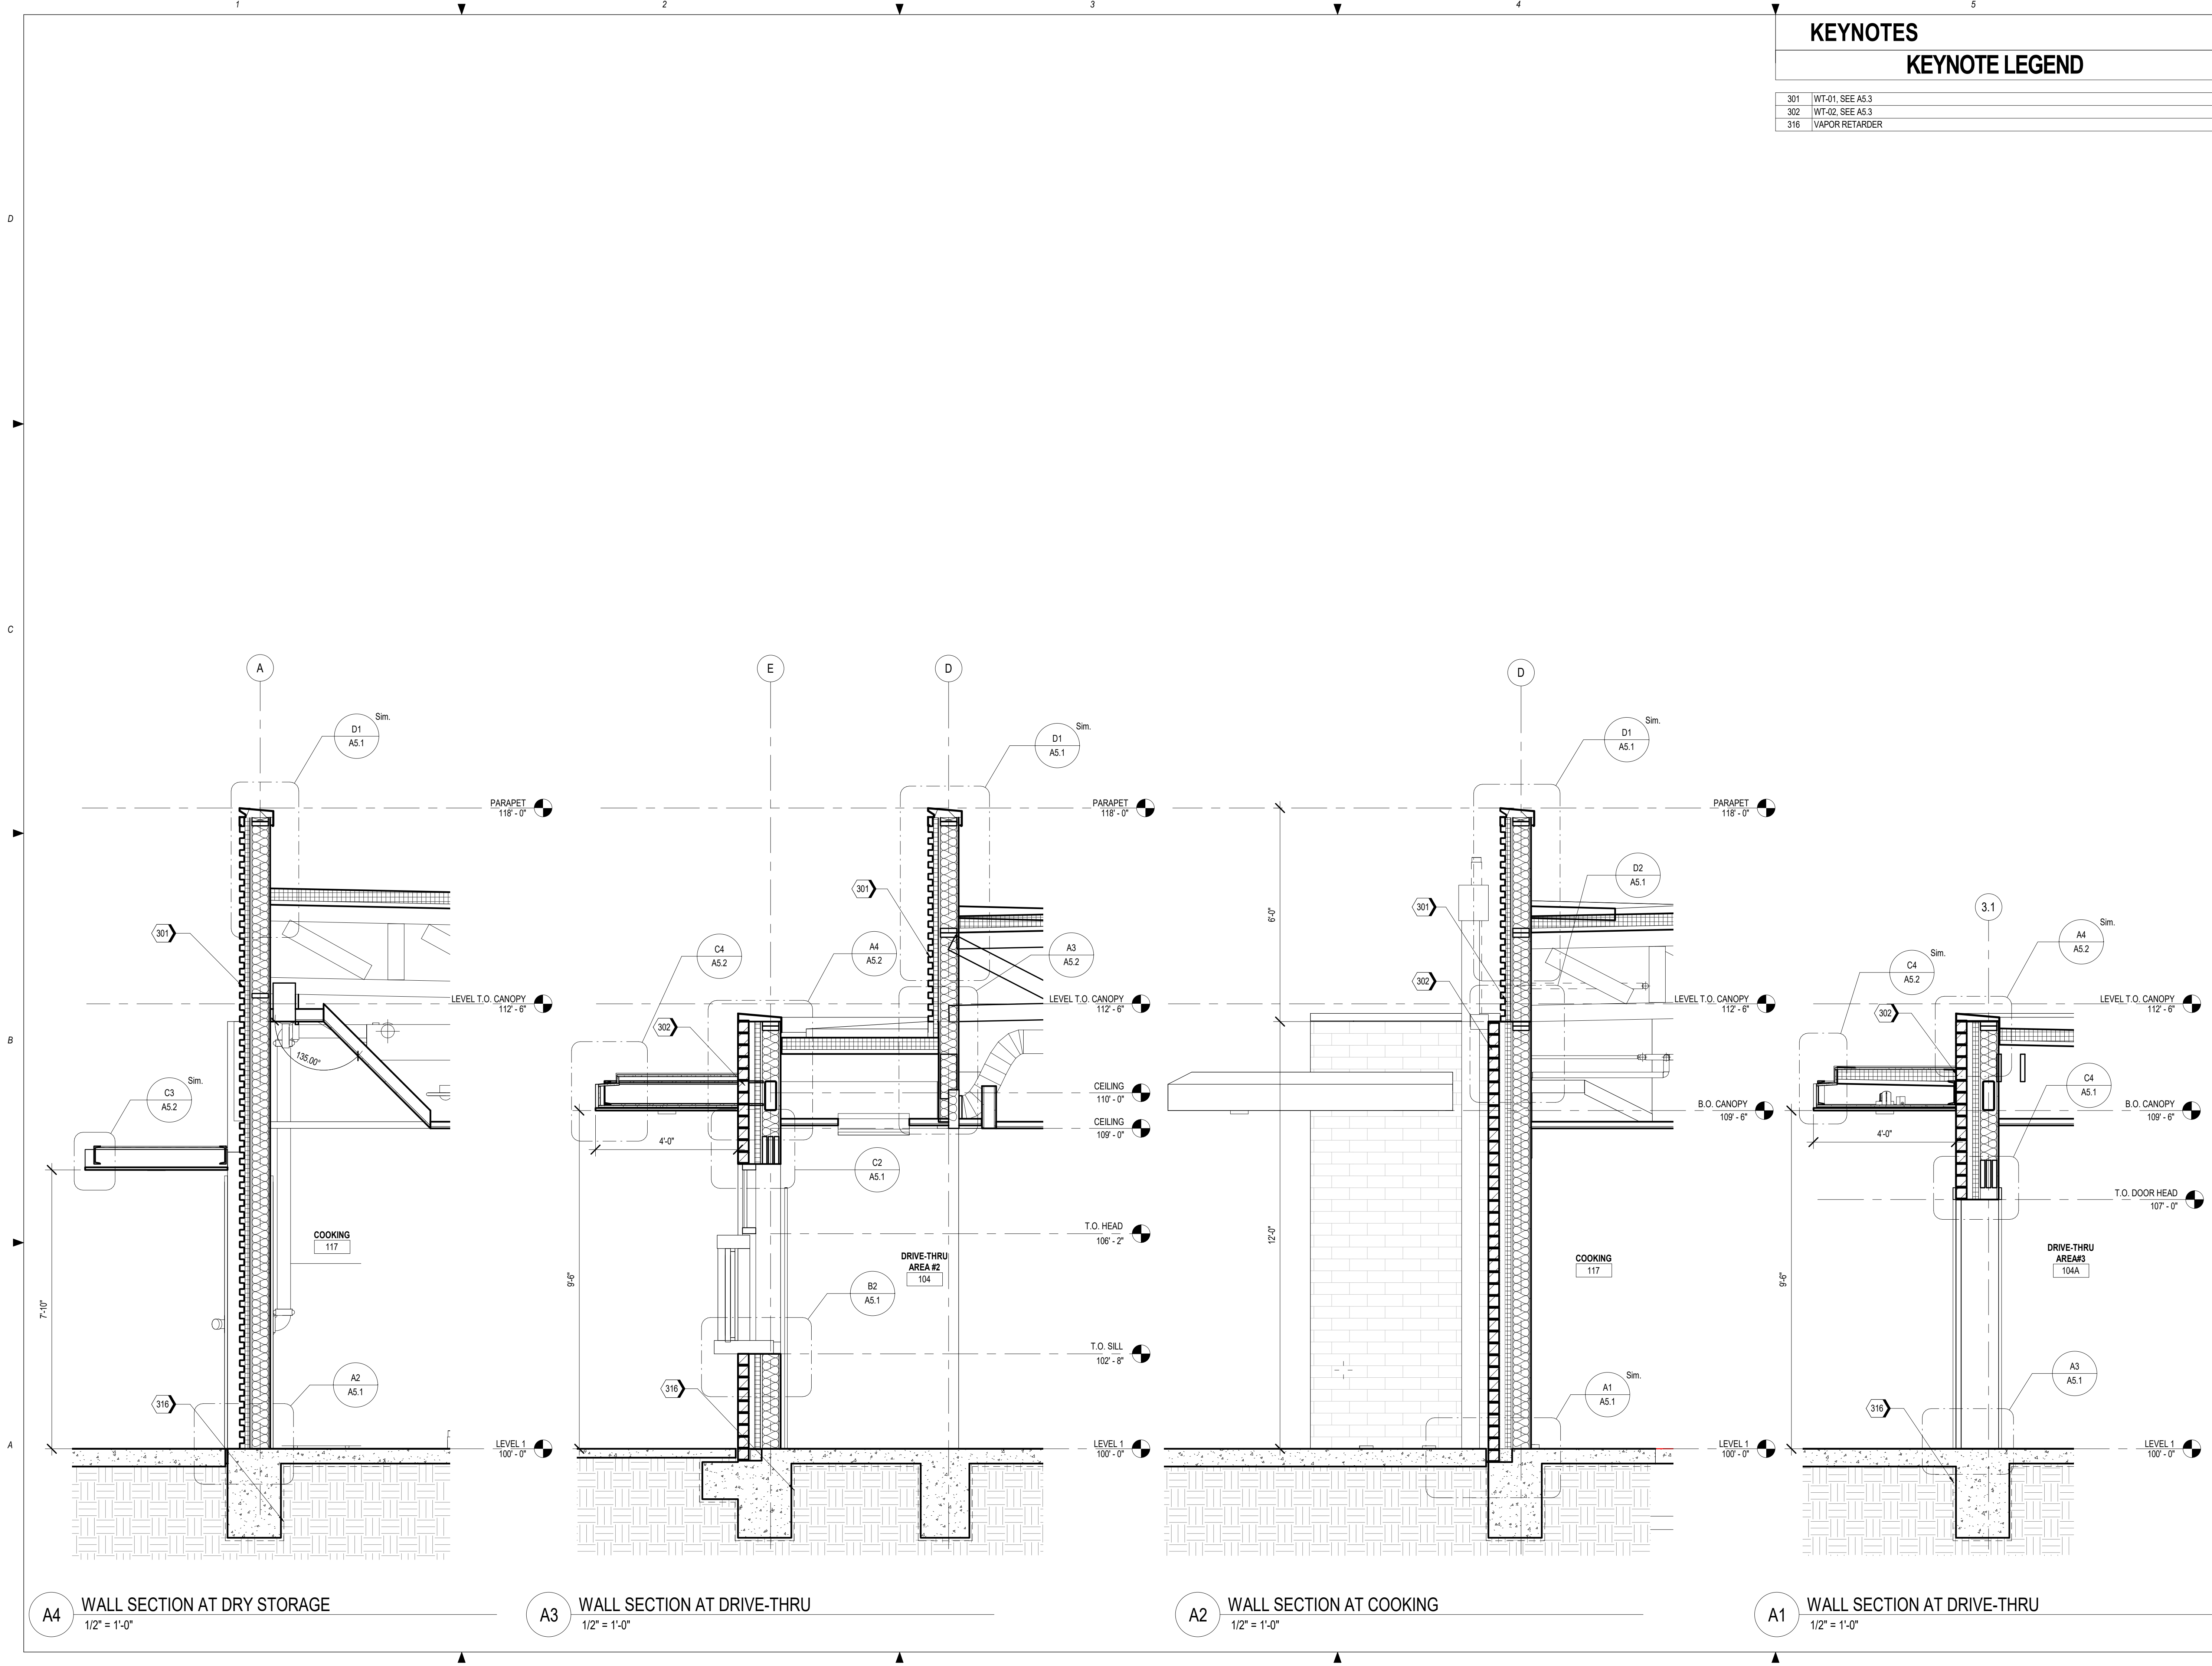 1 2 3 4 5
KEYNOTES
KEYNOTE LEGEND
301 WT-01, SEE A5.3
302 WT-02, SEE A5.3
316 VAPOR RETARDER
D
C
B
A
A
D1
A5.1
Sim.
PARAPET
118' - 0"
301
LEVEL T.O. CANOPY
112' - 6"
135.00°
C3
A5.2
Sim.
7'-10"
COOKING
117
A2
A5.1
316
LEVEL 1
100' - 0"
A4 WALL SECTION AT DRY STORAGE
1/2" = 1'-0"
E
D
D1
A5.1
Sim.
PARAPET
118' - 0"
301
C4
A5.2
A4
A5.2
A3
A5.2
LEVEL T.O. CANOPY
112' - 6"
302
CEILING
110' - 0"
CEILING
109' - 0"
4'-0"
C2
A5.1
T.O. HEAD
106' - 2"
DRIVE-THRU
AREA #2
104
9'-6"
B2
A5.1
T.O. SILL
102' - 8"
316
LEVEL 1
100' - 0"
A3 WALL SECTION AT DRIVE-THRU
1/2" = 1'-0"
D
D1
A5.1
Sim.
PARAPET
118' - 0"
D2
A5.1
6'-0"
301
302
LEVEL T.O. CANOPY
112' - 6"
B.O. CANOPY
109' - 6"
12'-0"
COOKING
117
A1
A5.1
Sim.
LEVEL 1
100' - 0"
A2 WALL SECTION AT COOKING
1/2" = 1'-0"
3.1
A4
A5.2
Sim.
C4
A5.2
Sim.
302
LEVEL T.O. CANOPY
112' - 6"
C4
A5.1
B.O. CANOPY
109' - 6"
4'-0"
T.O. DOOR HEAD
107' - 0"
DRIVE-THRU
AREA#3
104A
9'-6"
A3
A5.1
316
LEVEL 1
100' - 0"
A1 WALL SECTION AT DRIVE-THRU
1/2" = 1'-0"